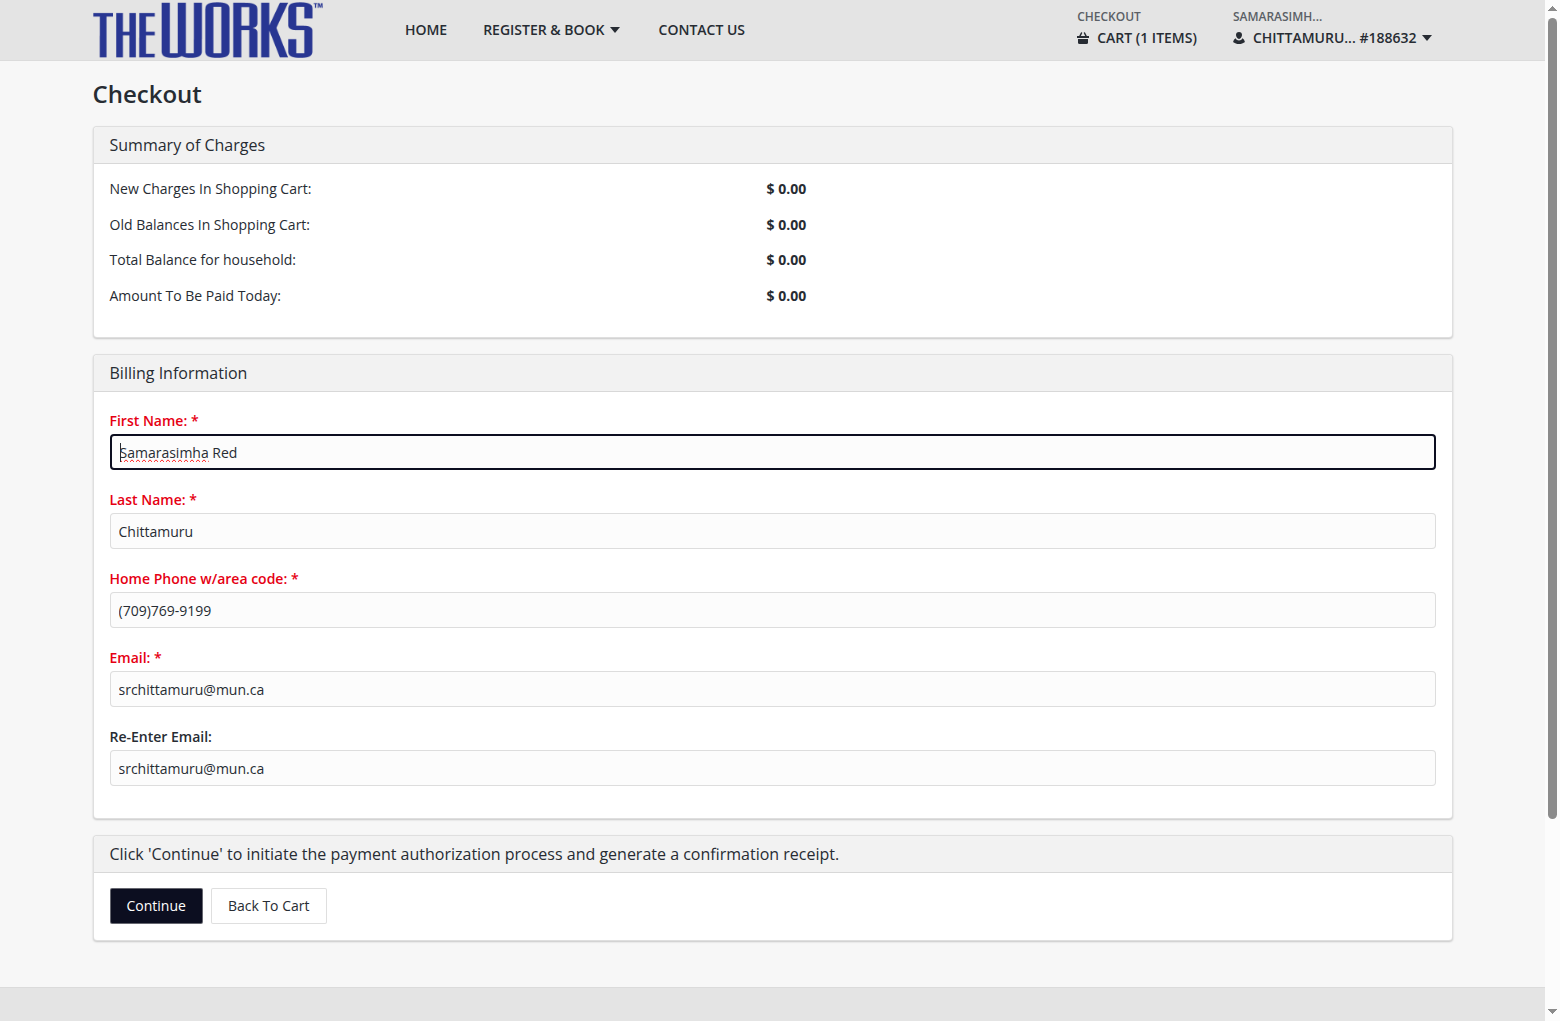 THE WORKS™
HOME REGISTER & BOOK CONTACT US
CHECKOUT
CART (1 ITEMS)
SAMARASIMH...
CHITTAMURU... #188632
Checkout
Summary of Charges
New Charges In Shopping Cart: $ 0.00
Old Balances In Shopping Cart: $ 0.00
Total Balance for household: $ 0.00
Amount To Be Paid Today: $ 0.00
Billing Information
First Name: *
Samarasimha Red
Last Name: *
Chittamuru
Home Phone w/area code: *
(709)769-9199
Email: *
srchittamuru@mun.ca
Re-Enter Email:
srchittamuru@mun.ca
Click 'Continue' to initiate the payment authorization process and generate a confirmation receipt.
Continue Back To Cart